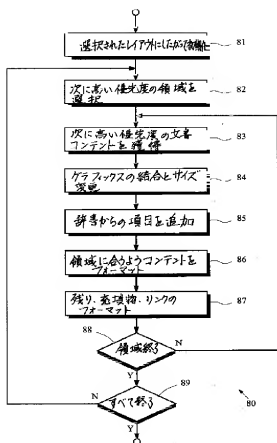 選択されたレイアウトにしたがって
81
次に高い優先度の領域を
選択
82
次に高い優先度の文書
コンテントを獲得
83
グラフィックスの結合とサイズ
変更
84
辞書からの項目を追加
85
領域に合うようコンテントを
フォーマット
86
残り、充填物、リンクの
フォーマット
87
88
領域終了
N
Y
89
N
すべて終了
Y
80